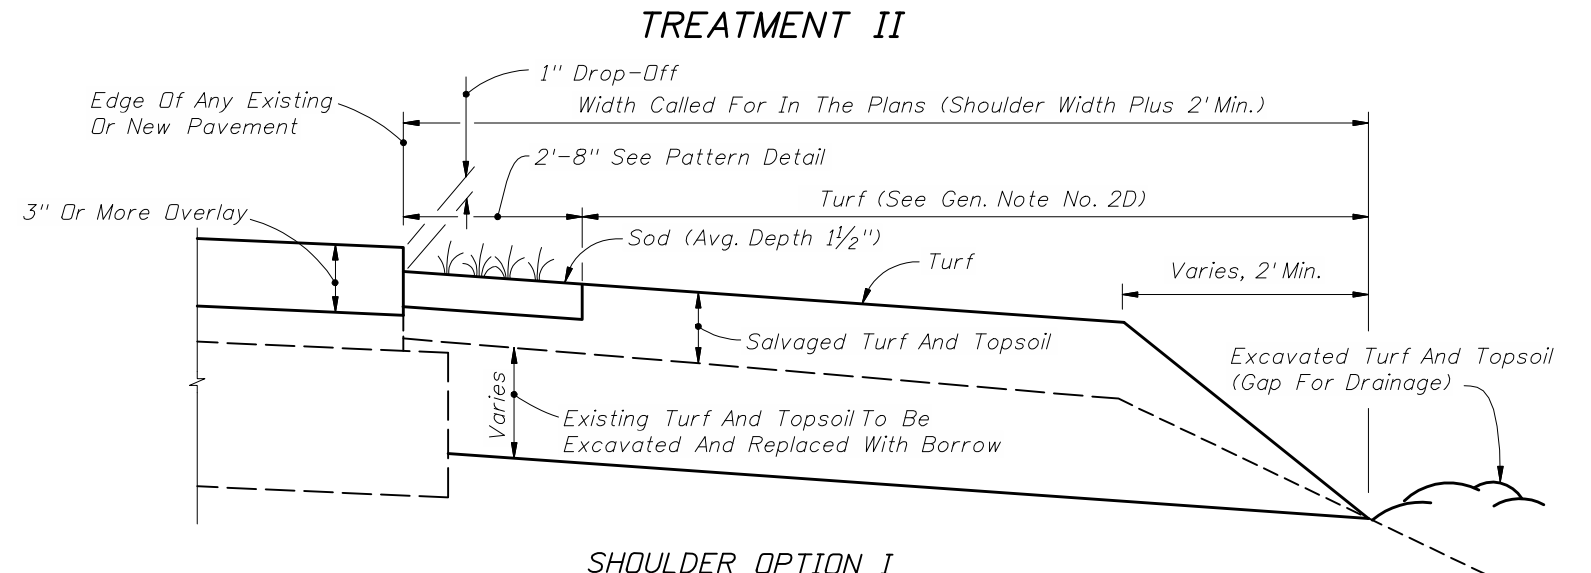 TREATMENT II
1" Drop-Off
Edge Of Any Existing
Or New Pavement
Width Called For In The Plans (Shoulder Width Plus 2' Min.)
2'-8" See Pattern Detail
Turf (See Gen. Note No. 2D)
3" Or More Overlay
Sod (Avg. Depth 1½")
Turf
Varies, 2' Min.
Salvaged Turf And Topsoil
Excavated Turf And Topsoil
(Gap For Drainage)
Varies
Existing Turf And Topsoil To Be
Excavated And Replaced With Borrow
SHOULDER OPTION I